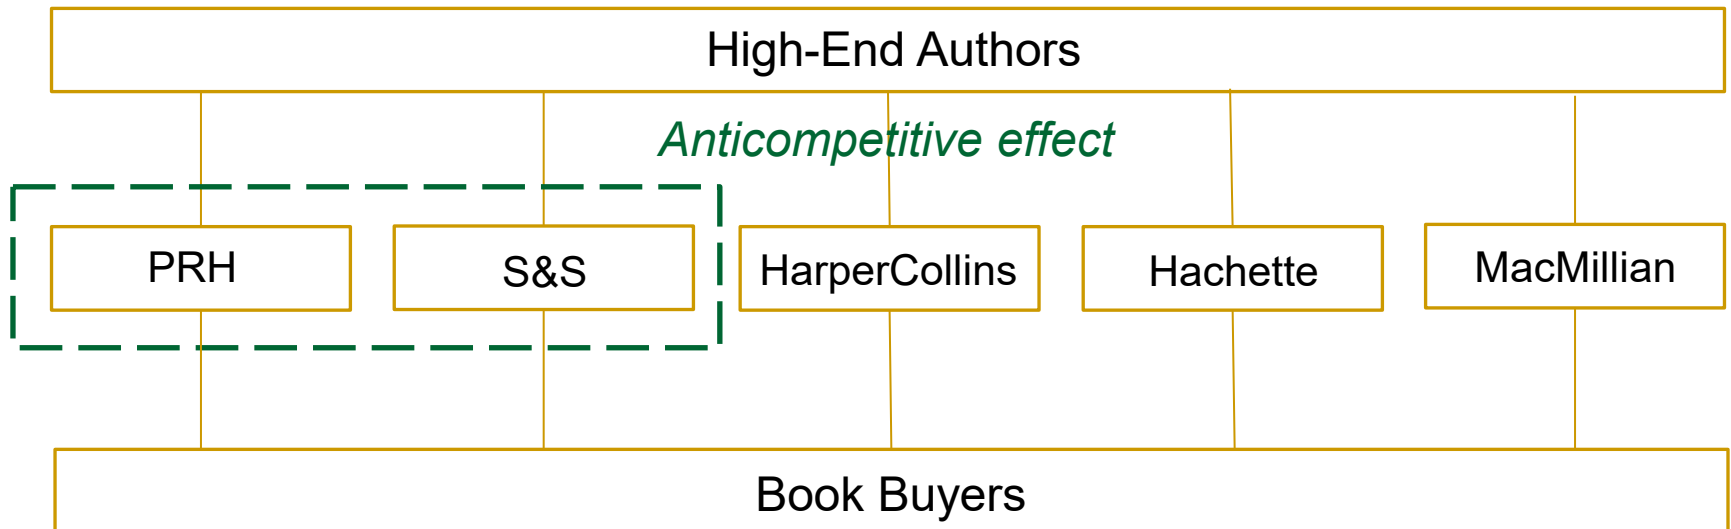 High-End Authors
Anticompetitive effect
PRH
S&S
HarperCollins
Hachette
MacMillian
Book Buyers